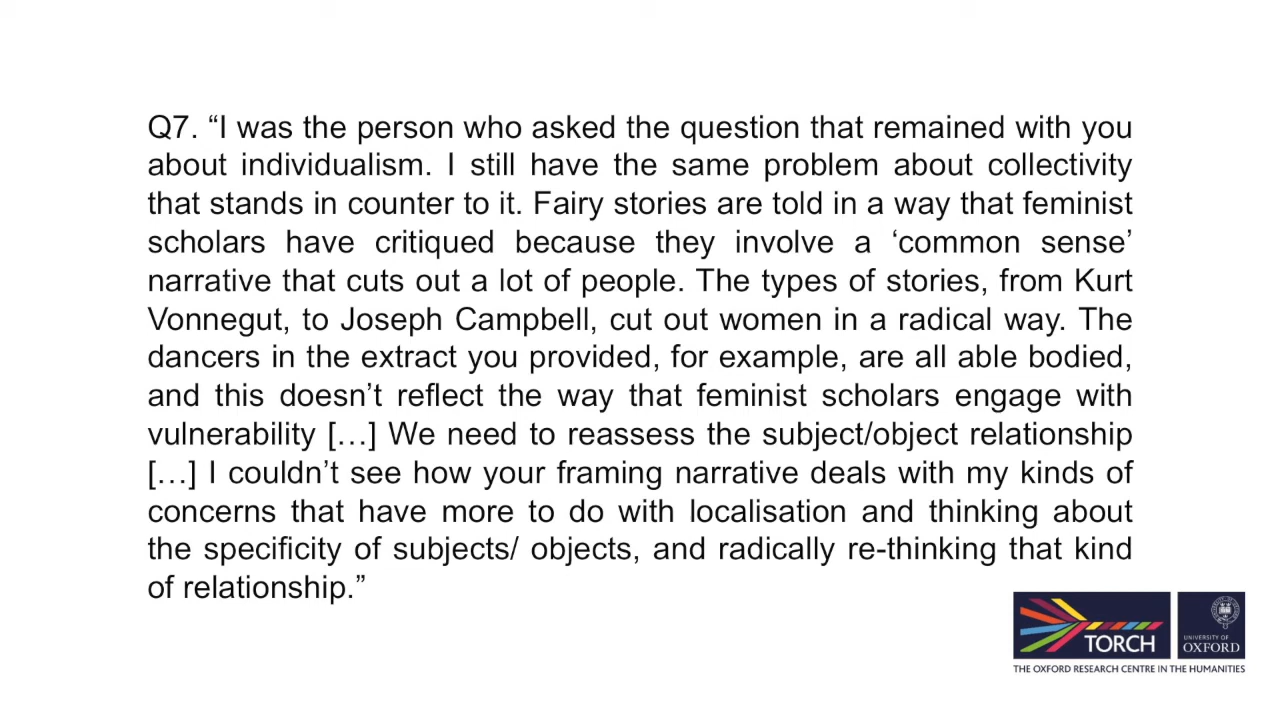 Q7. “I was the person who asked the question that remained with you
about individualism. I still have the same problem about collectivity
that stands in counter to it. Fairy stories are told in a way that feminist
scholars have critiqued because they involve a ‘common sense’
narrative that cuts out a lot of people. The types of stories, from Kurt
Vonnegut, to Joseph Campbell, cut out women in a radical way. The
dancers in the extract you provided, for example, are all able bodied,
and this doesn’t reflect the way that feminist scholars engage with
vulnerability […] We need to reassess the subject/object relationship
[…] I couldn’t see how your framing narrative deals with my kinds of
concerns that have more to do with localisation and thinking about
the specificity of subjects/ objects, and radically re-thinking that kind
of relationship.”
TORCH
UNIVERSITY OF
OXFORD
THE OXFORD RESEARCH CENTRE IN THE HUMANITIES